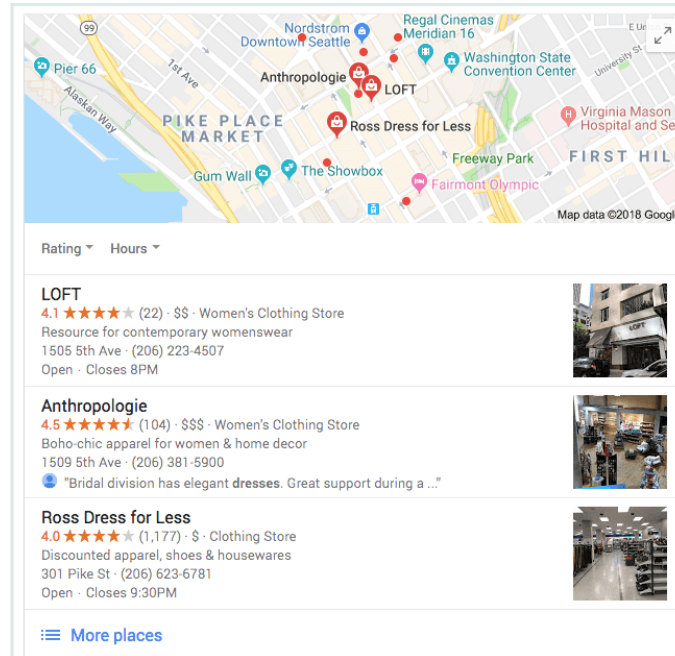 99
Nordstrom
Downtown Seattle
Regal Cinemas
Meridian 16
Pier 66
1st Ave
Alaskan Way
Washington State
Convention Center
University St
Anthropologie
LOFT
PIKE PLACE
MARKET
Ross Dress for Less
Virginia Mason
Hospital and Se
Freeway Park
FIRST HIL
Gum Wall
The Showbox
Fairmont Olympic
Map data ©2018 Googl
Rating Hours
LOFT
4.1 ★★★★★ (22) · $$ · Women's Clothing Store
Resource for contemporary womenswear
1505 5th Ave · (206) 223-4507
Open · Closes 8PM
LOFT
Anthropologie
4.5 ★★★★★ (104) · $$$ · Women's Clothing Store
Boho-chic apparel for women & home decor
1509 5th Ave · (206) 381-5900
"Bridal division has elegant dresses. Great support during a ..."
Ross Dress for Less
4.0 ★★★★★ (1,177) · $ · Clothing Store
Discounted apparel, shoes & housewares
301 Pike St · (206) 623-6781
Open · Closes 9:30PM
More places